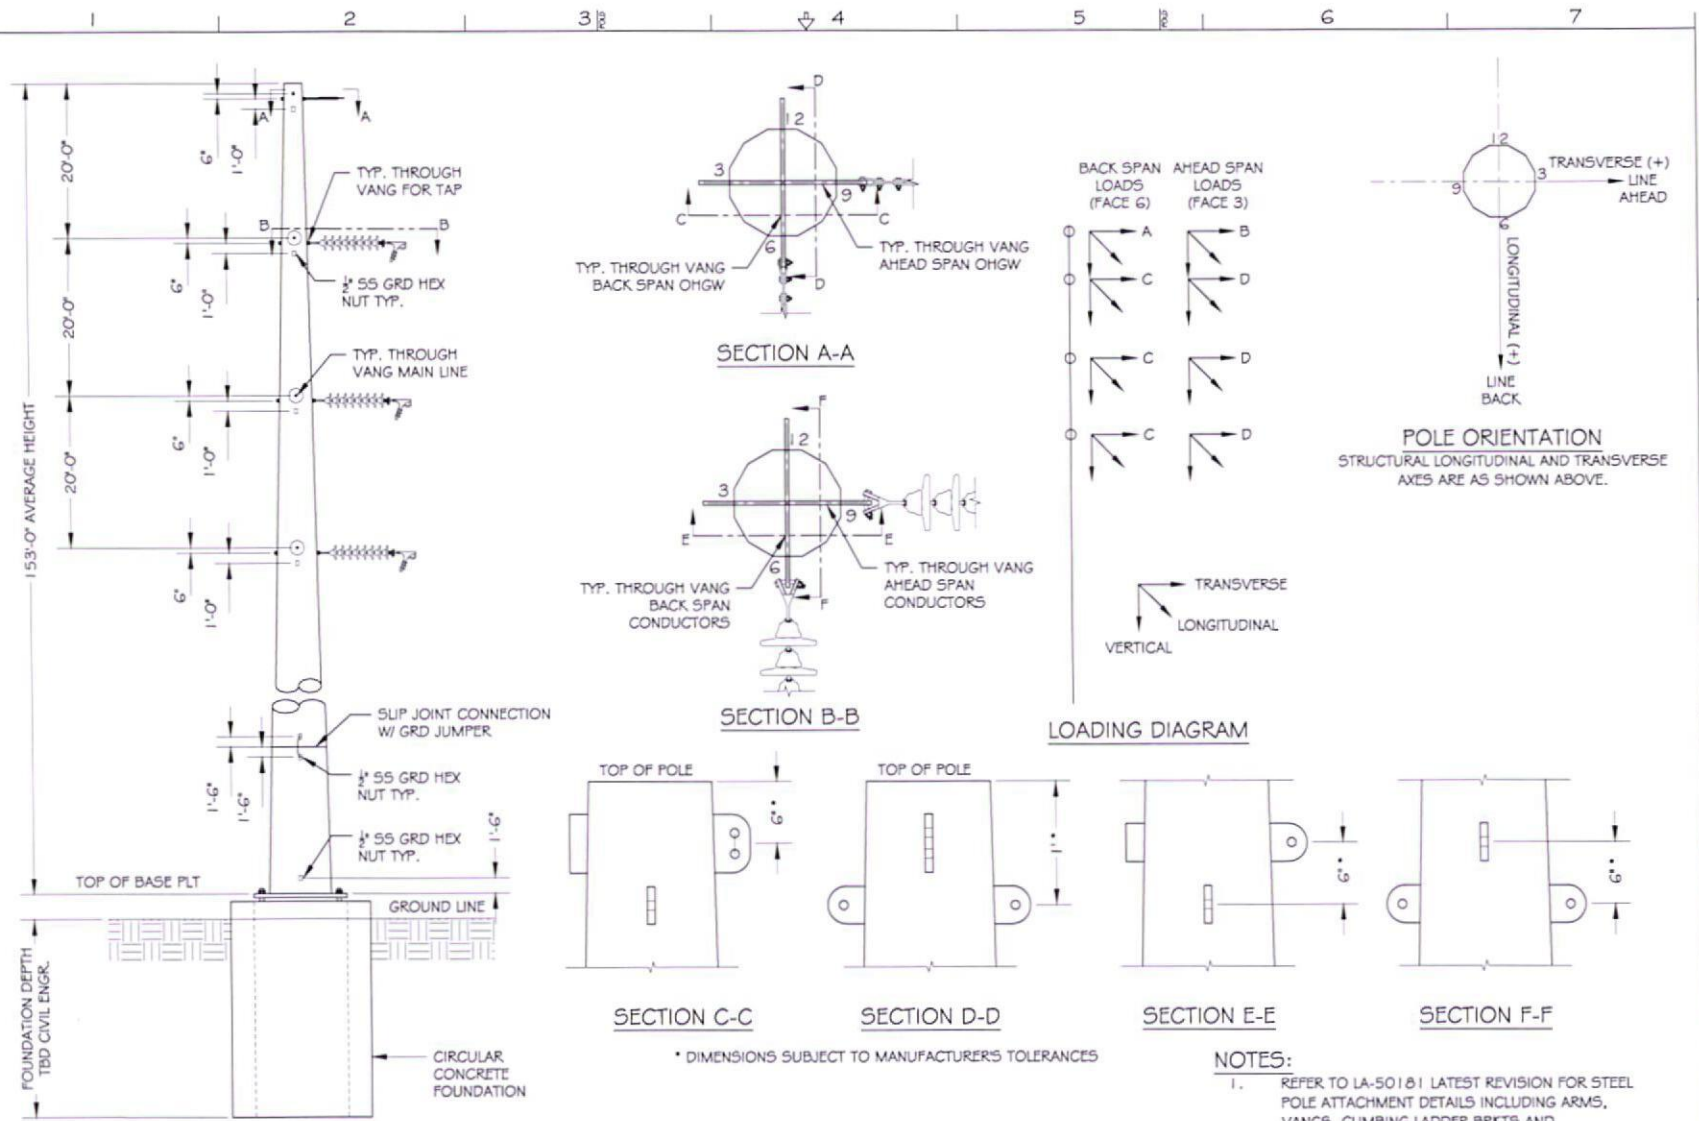 1 2 3 4 5 6 7
153'-0" AVERAGE HEIGHT
20'-0"
20'-0"
20'-0"
6"
1'-0"
A A
TYP. THROUGH
VANG FOR TAP
B B
6"
1'-0"
½" SS GRD HEX
NUT TYP.
TYP. THROUGH
VANG MAIN LINE
6"
1'-0"
6"
1'-0"
SLIP JOINT CONNECTION
W/ GRD JUMPER
1'-6"
1'-6"
½" SS GRD HEX
NUT TYP.
½" SS GRD HEX
NUT TYP.
1'-6"
TOP OF BASE PLT
GROUND LINE
FOUNDATION DEPTH
TBD CIVIL ENGR.
CIRCULAR
CONCRETE
FOUNDATION
D
12
3
9
C C
6
D
TYP. THROUGH VANG
BACK SPAN OHGW
TYP. THROUGH VANG
AHEAD SPAN OHGW
SECTION A-A
F
12
3
9
E E
6
F
TYP. THROUGH VANG
BACK SPAN
CONDUCTORS
TYP. THROUGH VANG
AHEAD SPAN
CONDUCTORS
SECTION B-B
BACK SPAN
LOADS
(FACE 6)
AHEAD SPAN
LOADS
(FACE 3)
A B
C D
C D
C D
TRANSVERSE
LONGITUDINAL
VERTICAL
LOADING DIAGRAM
12
3
9
6
TRANSVERSE (+)
LINE
AHEAD
LONGITUDINAL (+)
LINE
BACK
POLE ORIENTATION
STRUCTURAL LONGITUDINAL AND TRANSVERSE
AXES ARE AS SHOWN ABOVE.
TOP OF POLE
6"*
SECTION C-C
TOP OF POLE
1'*
SECTION D-D
6"*
SECTION E-E
6"*
SECTION F-F
* DIMENSIONS SUBJECT TO MANUFACTURER'S TOLERANCES
NOTES:
1. REFER TO LA-50181 LATEST REVISION FOR STEEL
POLE ATTACHMENT DETAILS INCLUDING ARMS,
VANGS, CLIMBING LADDER BRKTS AND